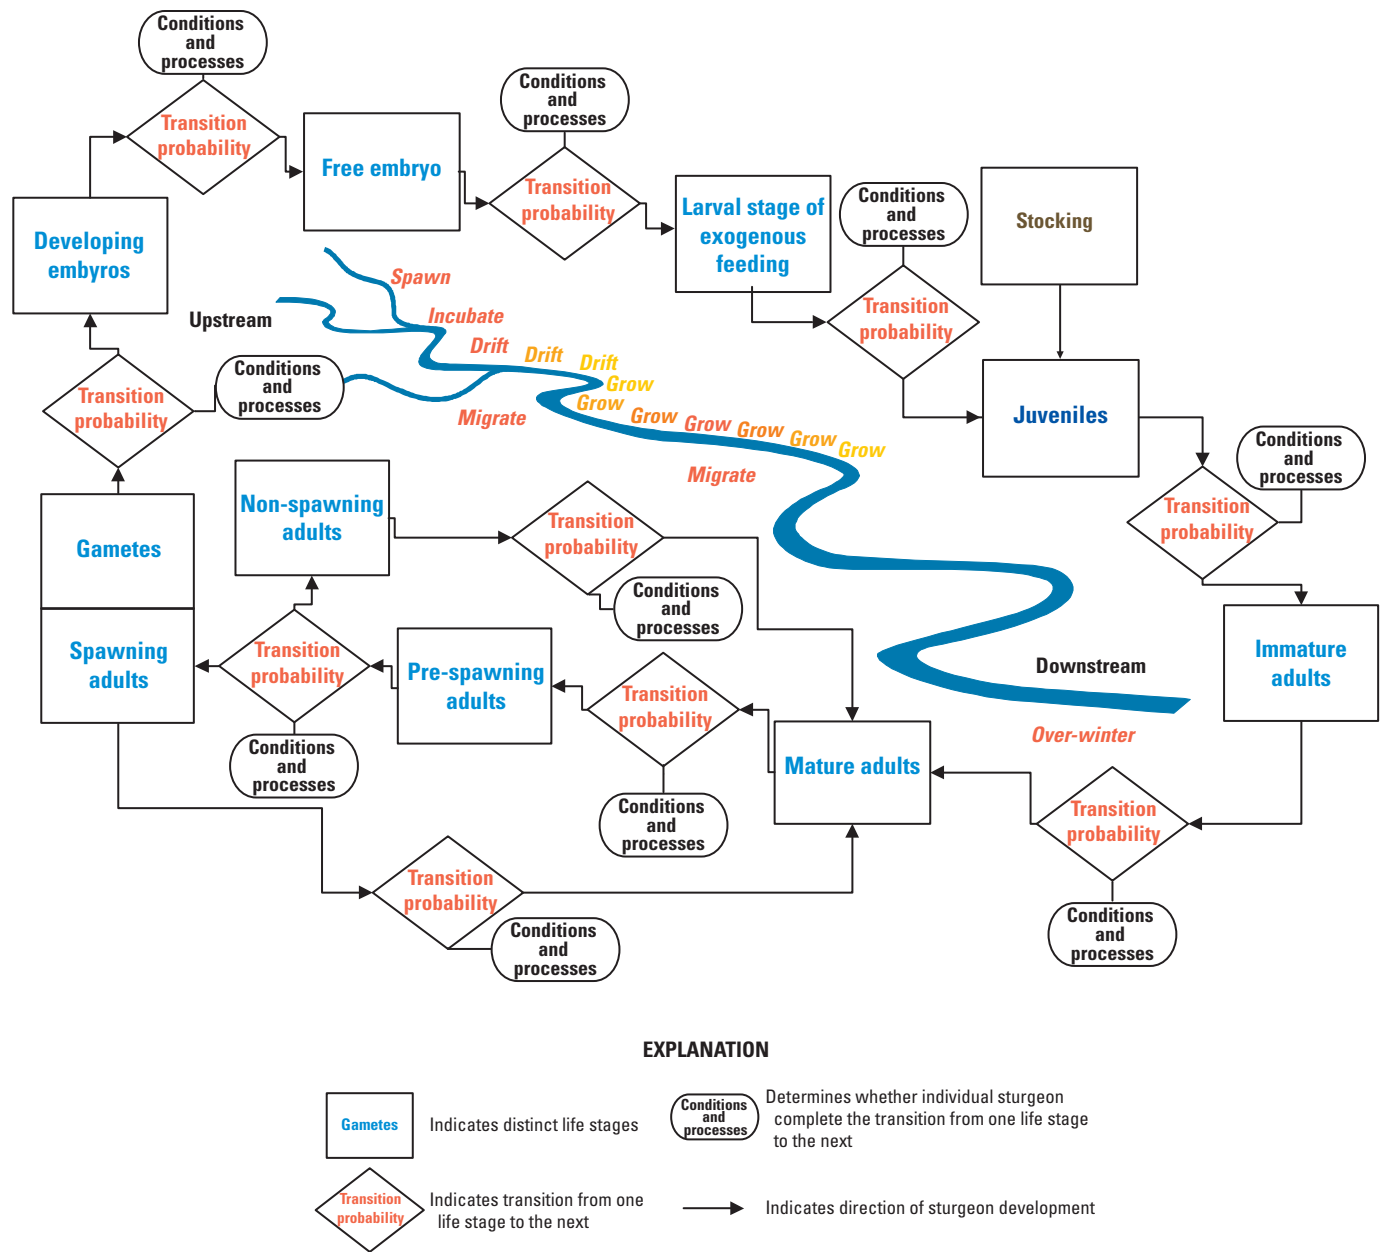 Conditions
and
processes
Transition
probability
Free embryo
Conditions
and
processes
Transition
probability
Larval stage of
exogenous
feeding
Conditions
and
processes
Transition
probability
Stocking
Developing
embyros
Upstream
Spawn
Incubate
Drift
Drift
Drift
Grow
Grow
Grow
Grow
Grow
Grow
Grow
Migrate
Migrate
Transition
probability
Conditions
and
processes
Juveniles
Conditions
and
processes
Transition
probability
Gametes
Non-spawning
adults
Transition
probability
Conditions
and
processes
Spawning
adults
Transition
probability
Conditions
and
processes
Pre-spawning
adults
Transition
probability
Conditions
and
processes
Mature adults
Downstream
Over-winter
Immature
adults
Transition
probability
Conditions
and
processes
Transition
probability
Conditions
and
processes
EXPLANATION
Gametes
Indicates distinct life stages
Conditions
and
processes
Determines whether individual sturgeon
complete the transition from one life stage
to the next
Transition
probability
Indicates transition from one
life stage to the next
Indicates direction of sturgeon development